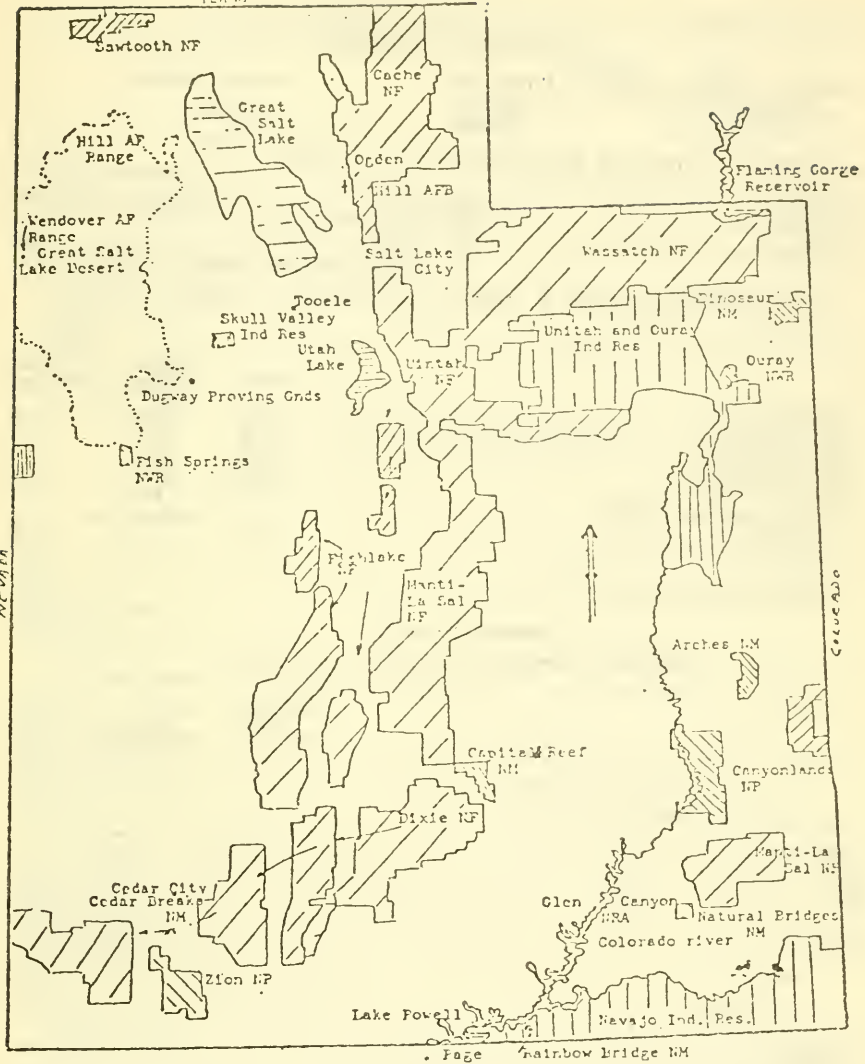 Sawtooth NF
Cache
NF
Great
Salt
Lake
Hill AF
Range
Ogden
Hill AFB
Flaming Gorge
Reservoir
Wendover AF
Range
Great Salt
Lake Desert
Salt Lake
City
Wassatch NF
Tooele
Skull Valley
Ind Res
Utah
Lake
Dinosaur
NM
Unitah and Ouray
Ind Res
Uintah
NF
Ouray
NWR
Dugway Proving Gnds
Fish Springs
NWR
NEVADA
Fishlake
NF
Manti-
La Sal
NF
COLORADO
Arches NM
Capital Reef
NM
Canyonlands
NP
Dixie NF
Manti-La
Sal NF
Cedar City
Cedar Breaks
NM
Glen Canyon
NRA
Natural Bridges
NM
Colorado river
Zion NP
Lake Powell
Navajo Ind. Res.
Page
Rainbow Bridge NM